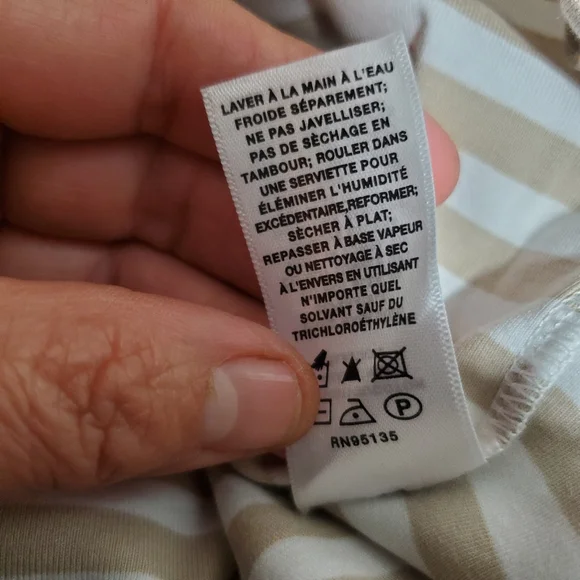 LAVER À LA MAIN À L'EAU
FROIDE SÉPAREMENT;
NE PAS JAVELLISER;
PAS DE SÈCHAGE EN
TAMBOUR; ROULER DANS
UNE SERVIETTE POUR
ÉLÉMINER L'HUMIDITÉ
EXCÉDENTAIRE,REFORMER;
SÈCHER À PLAT;
REPASSER À BASE VAPEUR
OU NETTOYAGE À SEC
À L'ENVERS EN UTILISANT
N'IMPORTE QUEL
SOLVANT SAUF DU
TRICHLOROÉTHYLÈNE
P
RN95135